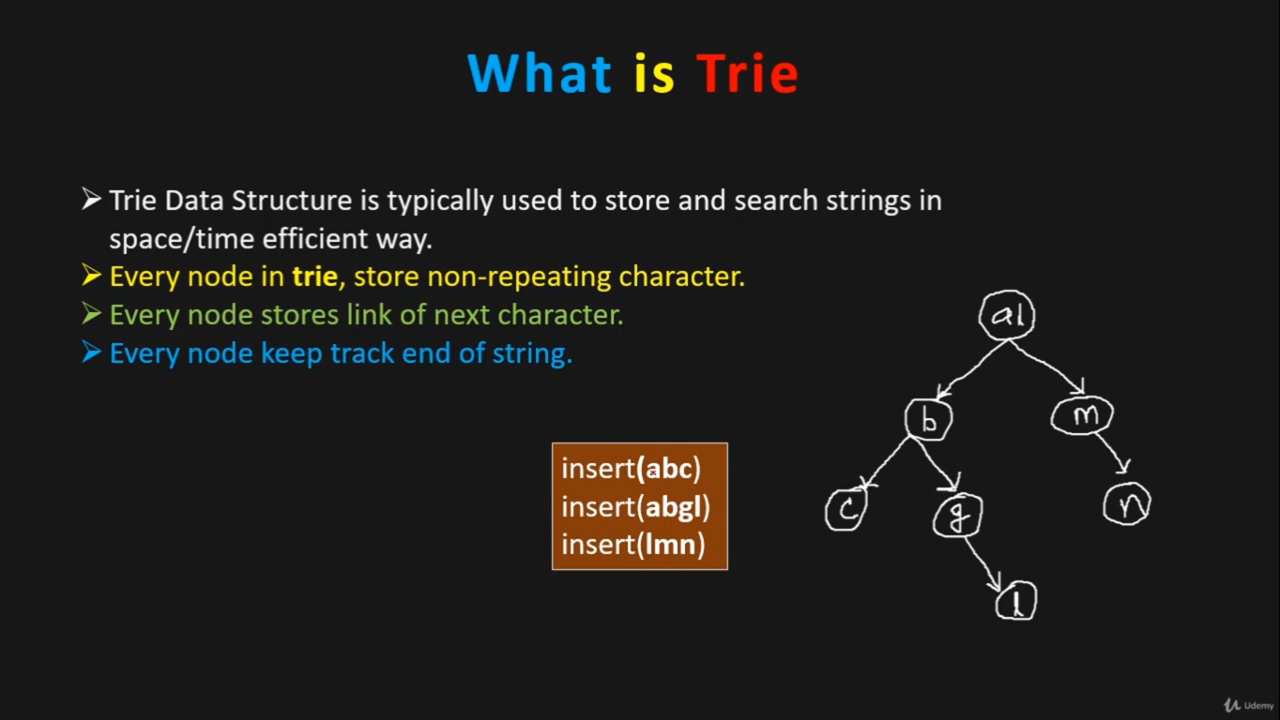 What is Trie
➢ Trie Data Structure is typically used to store and search strings in
space/time efficient way.
➢ Every node in trie, store non-repeating character.
➢ Every node stores link of next character.
➢ Every node keep track end of string.
insert(abc)
insert(abgl)
insert(lmn)
al
b m
c g n
l
Udemy